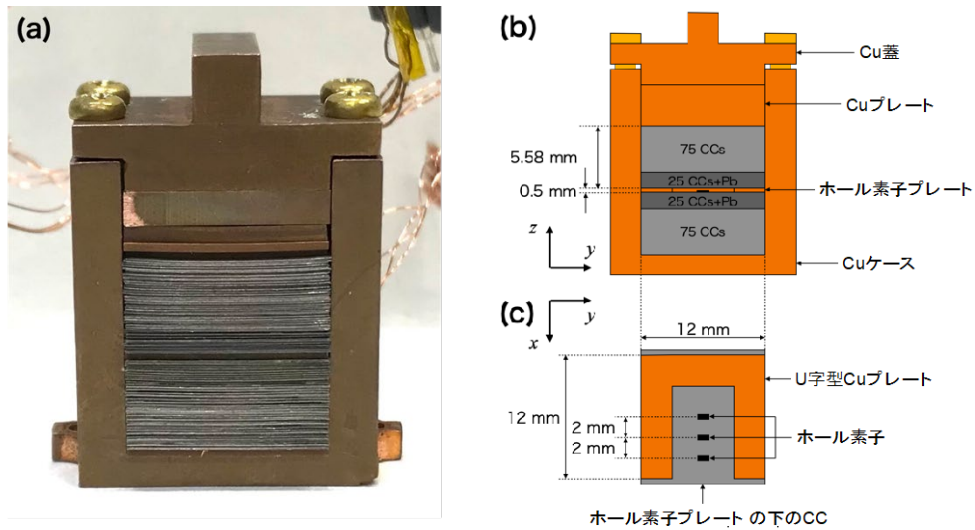 (a)
(b)
Cu蓋
Cuプレート
75 CCs
5.58 mm
25 CCs+Pb
0.5 mm
ホール素子プレート
25 CCs+Pb
z
75 CCs
y
Cuケース
(c)
y
x
12 mm
U字型Cuプレート
12 mm
2 mm
ホール素子
2 mm
ホール素子プレート の下のCC